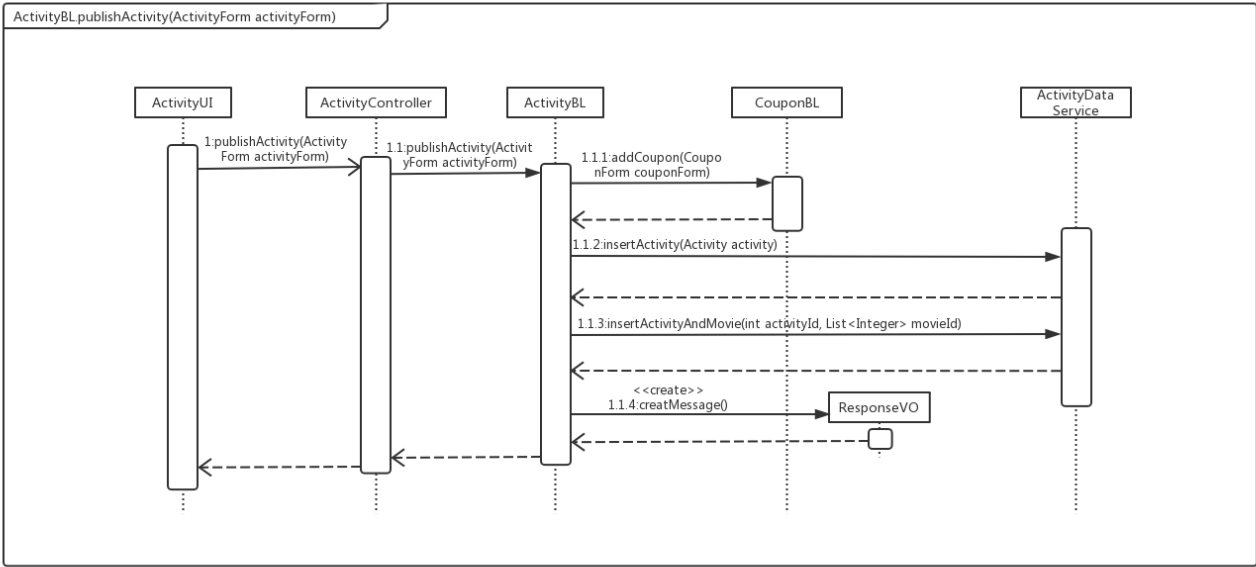 ActivityBL.publishActivity(ActivityForm activityForm)
ActivityUI
ActivityController
ActivityBL
CouponBL
ActivityData
Service
1:publishActivity(Activity
Form activityForm)
1.1:publishActivity(Activit
yForm activityForm)
1.1.1:addCoupon(Coupo
nForm couponForm)
1.1.2:insertActivity(Activity activity)
1.1.3:insertActivityAndMovie(int activityId, List<Integer> movieId)
<<create>>
1.1.4:creatMessage()
ResponseVO